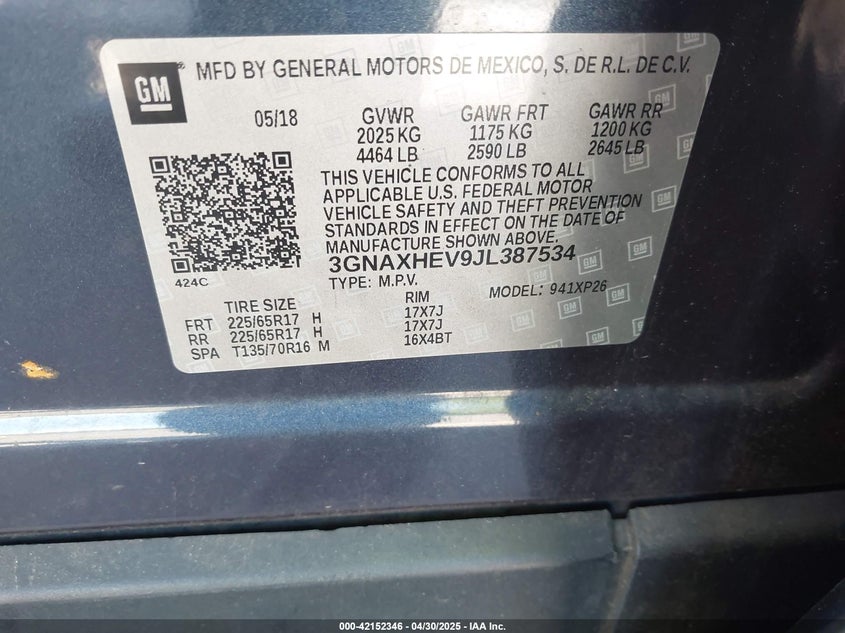 GM
MFD BY GENERAL MOTORS DE MEXICO, S. DE R.L. DE C.V.
05/18 GVWR GAWR FRT GAWR RR
2025 KG 1175 KG 1200 KG
4464 LB 2590 LB 2645 LB
THIS VEHICLE CONFORMS TO ALL
APPLICABLE U.S. FEDERAL MOTOR
VEHICLE SAFETY AND THEFT PREVENTION
STANDARDS IN EFFECT ON THE DATE OF
MANUFACTURE SHOWN ABOVE.
3GNAXHEV9JL387534
424C
TYPE: M.P.V. MODEL: 941XP26
TIRE SIZE RIM
FRT 225/65R17 H 17X7J
RR 225/65R17 H 17X7J
SPA T135/70R16 M 16X4BT
000-42152346 - 04/30/2025 - IAA Inc.